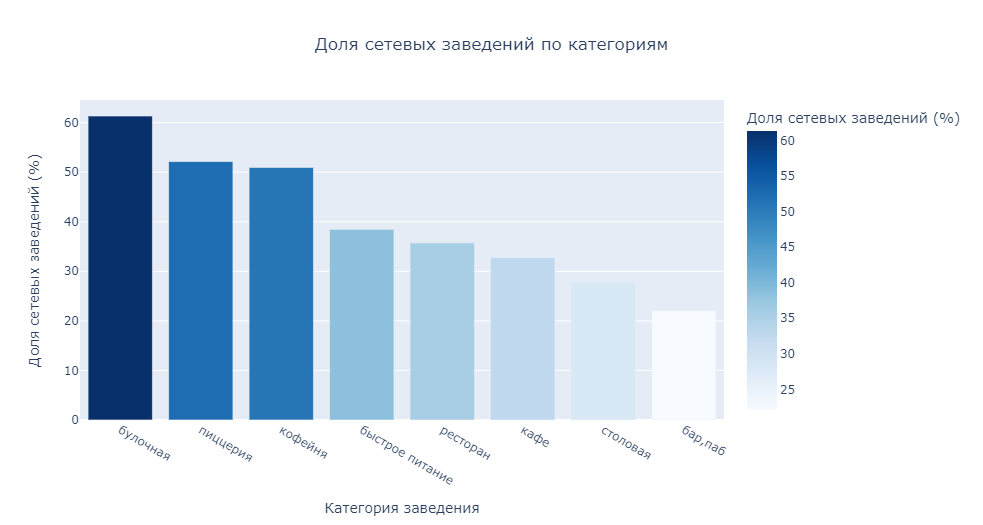 Доля сетевых заведений по категориям
Доля сетевых заведений (%)
60
50
40
30
20
10
0
булочная
пиццерия
кофейня
быстрое питание
ресторан
кафе
столовая
бар,паб
Категория заведения
Доля сетевых заведений (%)
60
55
50
45
40
35
30
25